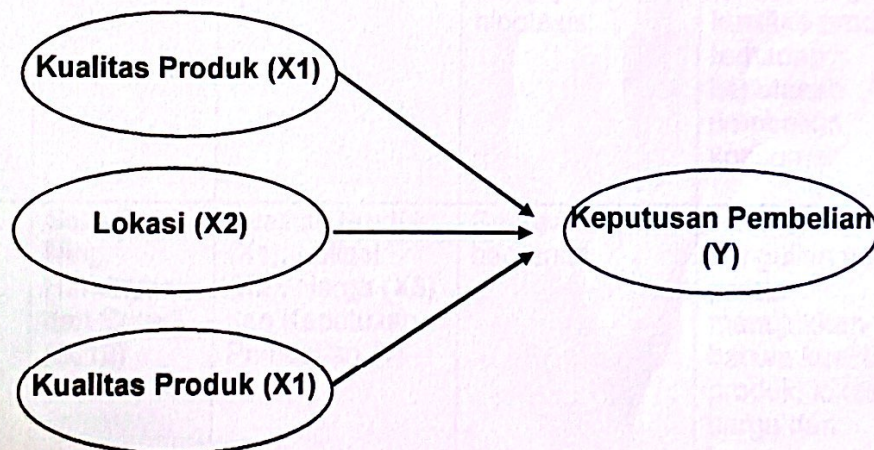 Kualitas Produk (X1)
Lokasi (X2)
Keputusan Pembelian
(Y)
Kualitas Produk (X1)